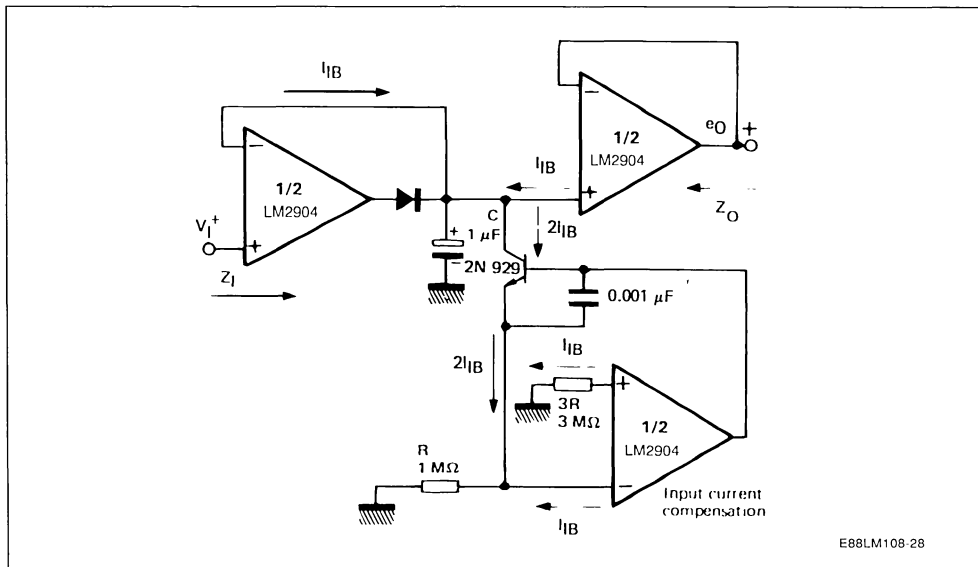 I_IB
1/2
LM2904
e_O
+
I_IB
1/2
LM2904
V_I^+
Z_I
C
+
1 μF
− 2N 929
2I_IB
Z_O
0.001 μF
2I_IB
I_IB
3R
3 MΩ
1/2
LM2904
R
1 MΩ
I_IB
Input current
compensation
E88LM108-28